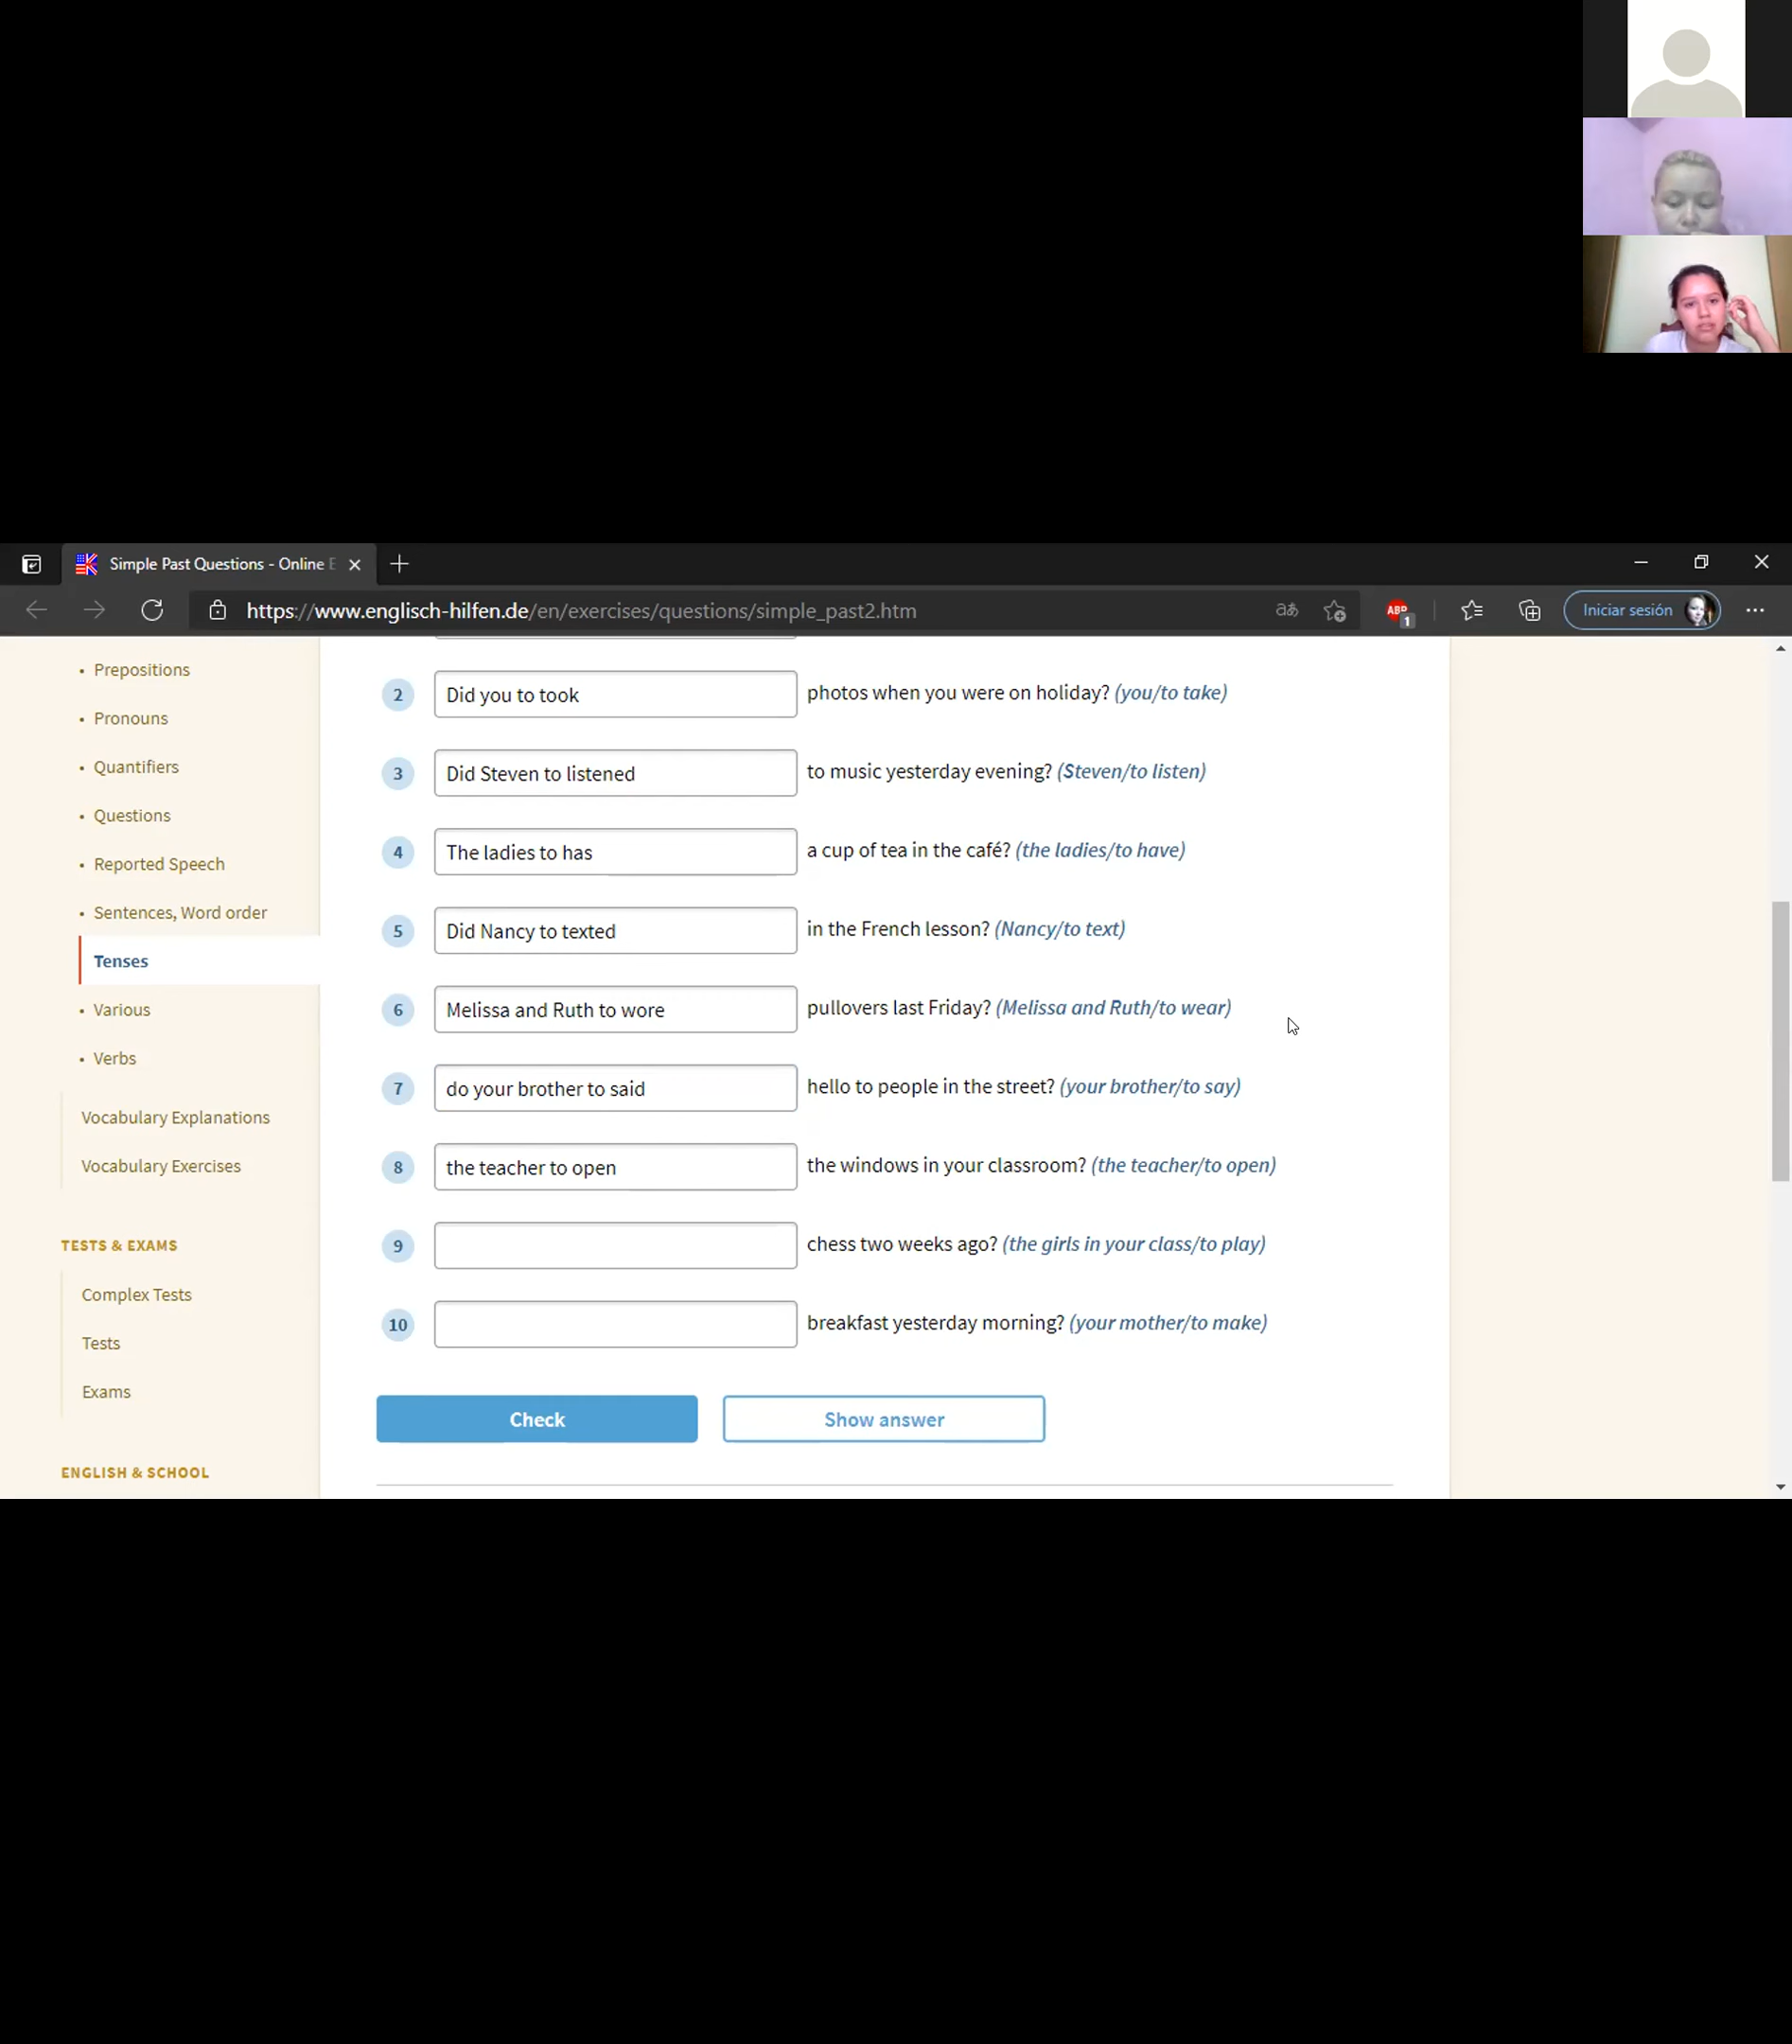 Simple Past Questions - Online E
https://www.englisch-hilfen.de/en/exercises/questions/simple_past2.htm
aあ
ABP
1
Iniciar sesión
Prepositions
Pronouns
Quantifiers
Questions
Reported Speech
Sentences, Word order
Tenses
Various
Verbs
Vocabulary Explanations
Vocabulary Exercises
TESTS & EXAMS
Complex Tests
Tests
Exams
ENGLISH & SCHOOL
2 Did you to took photos when you were on holiday? (you/to take)
3 Did Steven to listened to music yesterday evening? (Steven/to listen)
4 The ladies to has a cup of tea in the café? (the ladies/to have)
5 Did Nancy to texted in the French lesson? (Nancy/to text)
6 Melissa and Ruth to wore pullovers last Friday? (Melissa and Ruth/to wear)
7 do your brother to said hello to people in the street? (your brother/to say)
8 the teacher to open the windows in your classroom? (the teacher/to open)
9 chess two weeks ago? (the girls in your class/to play)
10 breakfast yesterday morning? (your mother/to make)
Check Show answer